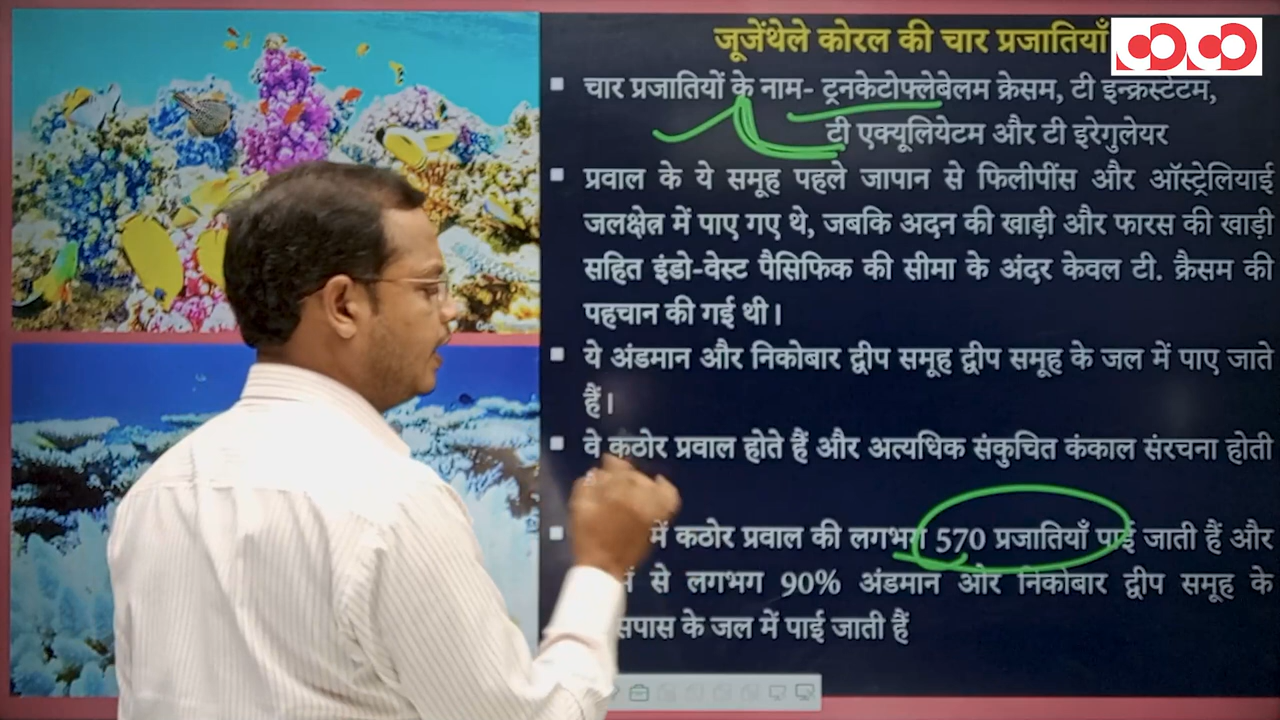 जूजेंथेले कोरल की चार प्रजातियाँ
चार प्रजातियों के नाम- ट्रनकेटोफ्लेबेलम क्रेसम, टी इन्क्रस्टेटम,
टी एक्यूलियेटम और टी इरेगुलेयर
प्रवाल के ये समूह पहले जापान से फिलीपींस और ऑस्ट्रेलियाई
जलक्षेत्र में पाए गए थे, जबकि अदन की खाड़ी और फारस की खाड़ी
सहित इंडो-वेस्ट पैसिफिक की सीमा के अंदर केवल टी. क्रैसम की
पहचान की गई थी।
ये अंडमान और निकोबार द्वीप समूह द्वीप समूह के जल में पाए जाते
हैं।
वे कठोर प्रवाल होते हैं और अत्यधिक संकुचित कंकाल संरचना होती
में कठोर प्रवाल की लगभग 570 प्रजातियाँ पाई जाती हैं और
से लगभग 90% अंडमान और निकोबार द्वीप समूह के
के जल में पाई जाती हैं